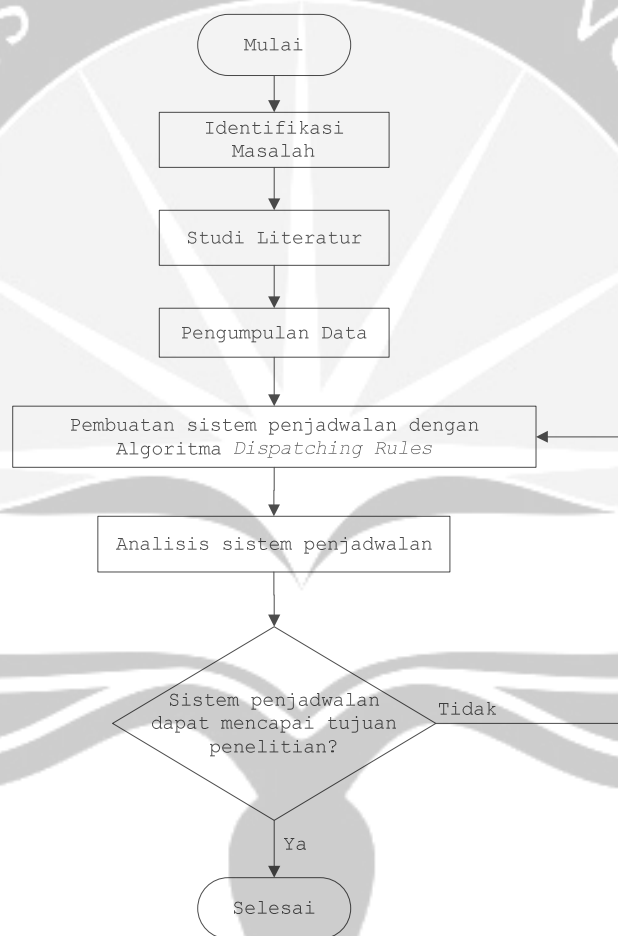 Mulai
Identifikasi
Masalah
Studi Literatur
Pengumpulan Data
Pembuatan sistem penjadwalan dengan
Algoritma Dispatching Rules
Analisis sistem penjadwalan
Sistem penjadwalan
dapat mencapai tujuan
penelitian?
Tidak
Ya
Selesai